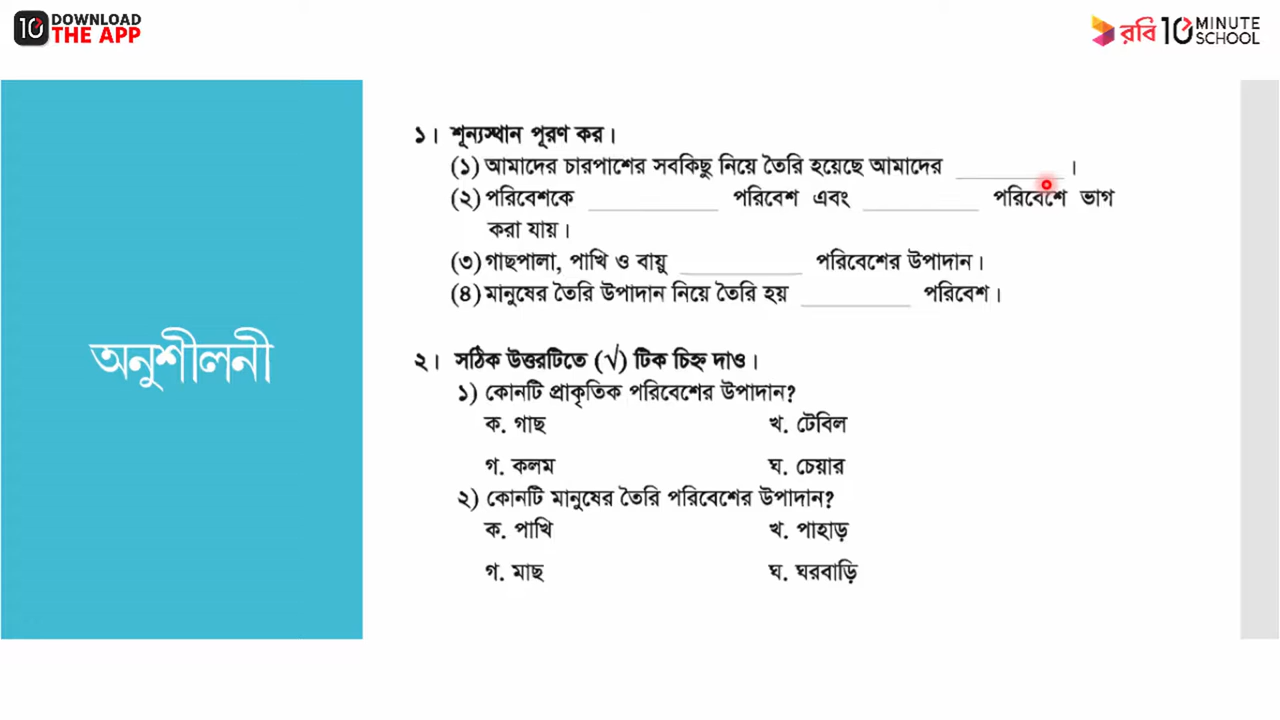 DOWNLOAD
THE APP
রবি 10 MINUTE SCHOOL
অনুশীলনী
১। শূন্যস্থান পূরণ কর।
(১) আমাদের চারপাশের সবকিছু নিয়ে তৈরি হয়েছে আমাদের ________ ।
(২) পরিবেশকে ________ পরিবেশ এবং ________ পরিবেশে ভাগ
করা যায়।
(৩) গাছপালা, পাখি ও বায়ু ________ পরিবেশের উপাদান।
(৪) মানুষের তৈরি উপাদান নিয়ে তৈরি হয় ________ পরিবেশ।
২। সঠিক উত্তরটিতে (√) টিক চিহ্ন দাও।
১) কোনটি প্রাকৃতিক পরিবেশের উপাদান?
ক. গাছ খ. টেবিল
গ. কলম ঘ. চেয়ার
২) কোনটি মানুষের তৈরি পরিবেশের উপাদান?
ক. পাখি খ. পাহাড়
গ. মাছ ঘ. ঘরবাড়ি